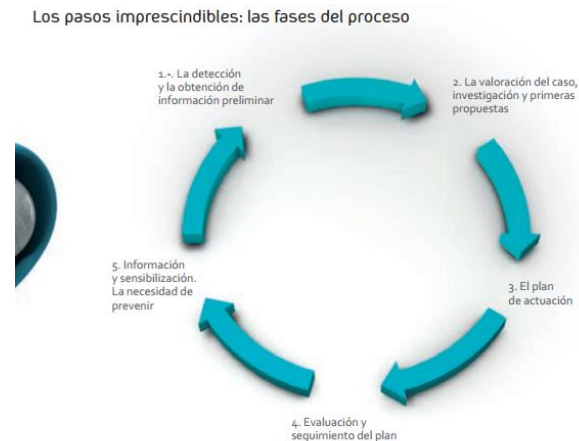 Los pasos imprescindibles: las fases del proceso
1.-. La detección
y la obtención de
información preliminar
2. La valoración del caso,
investigación y primeras
propuestas
3. El plan
de actuación
4. Evaluación y
seguimiento del plan
5. Información
y sensibilización.
La necesidad de
prevenir